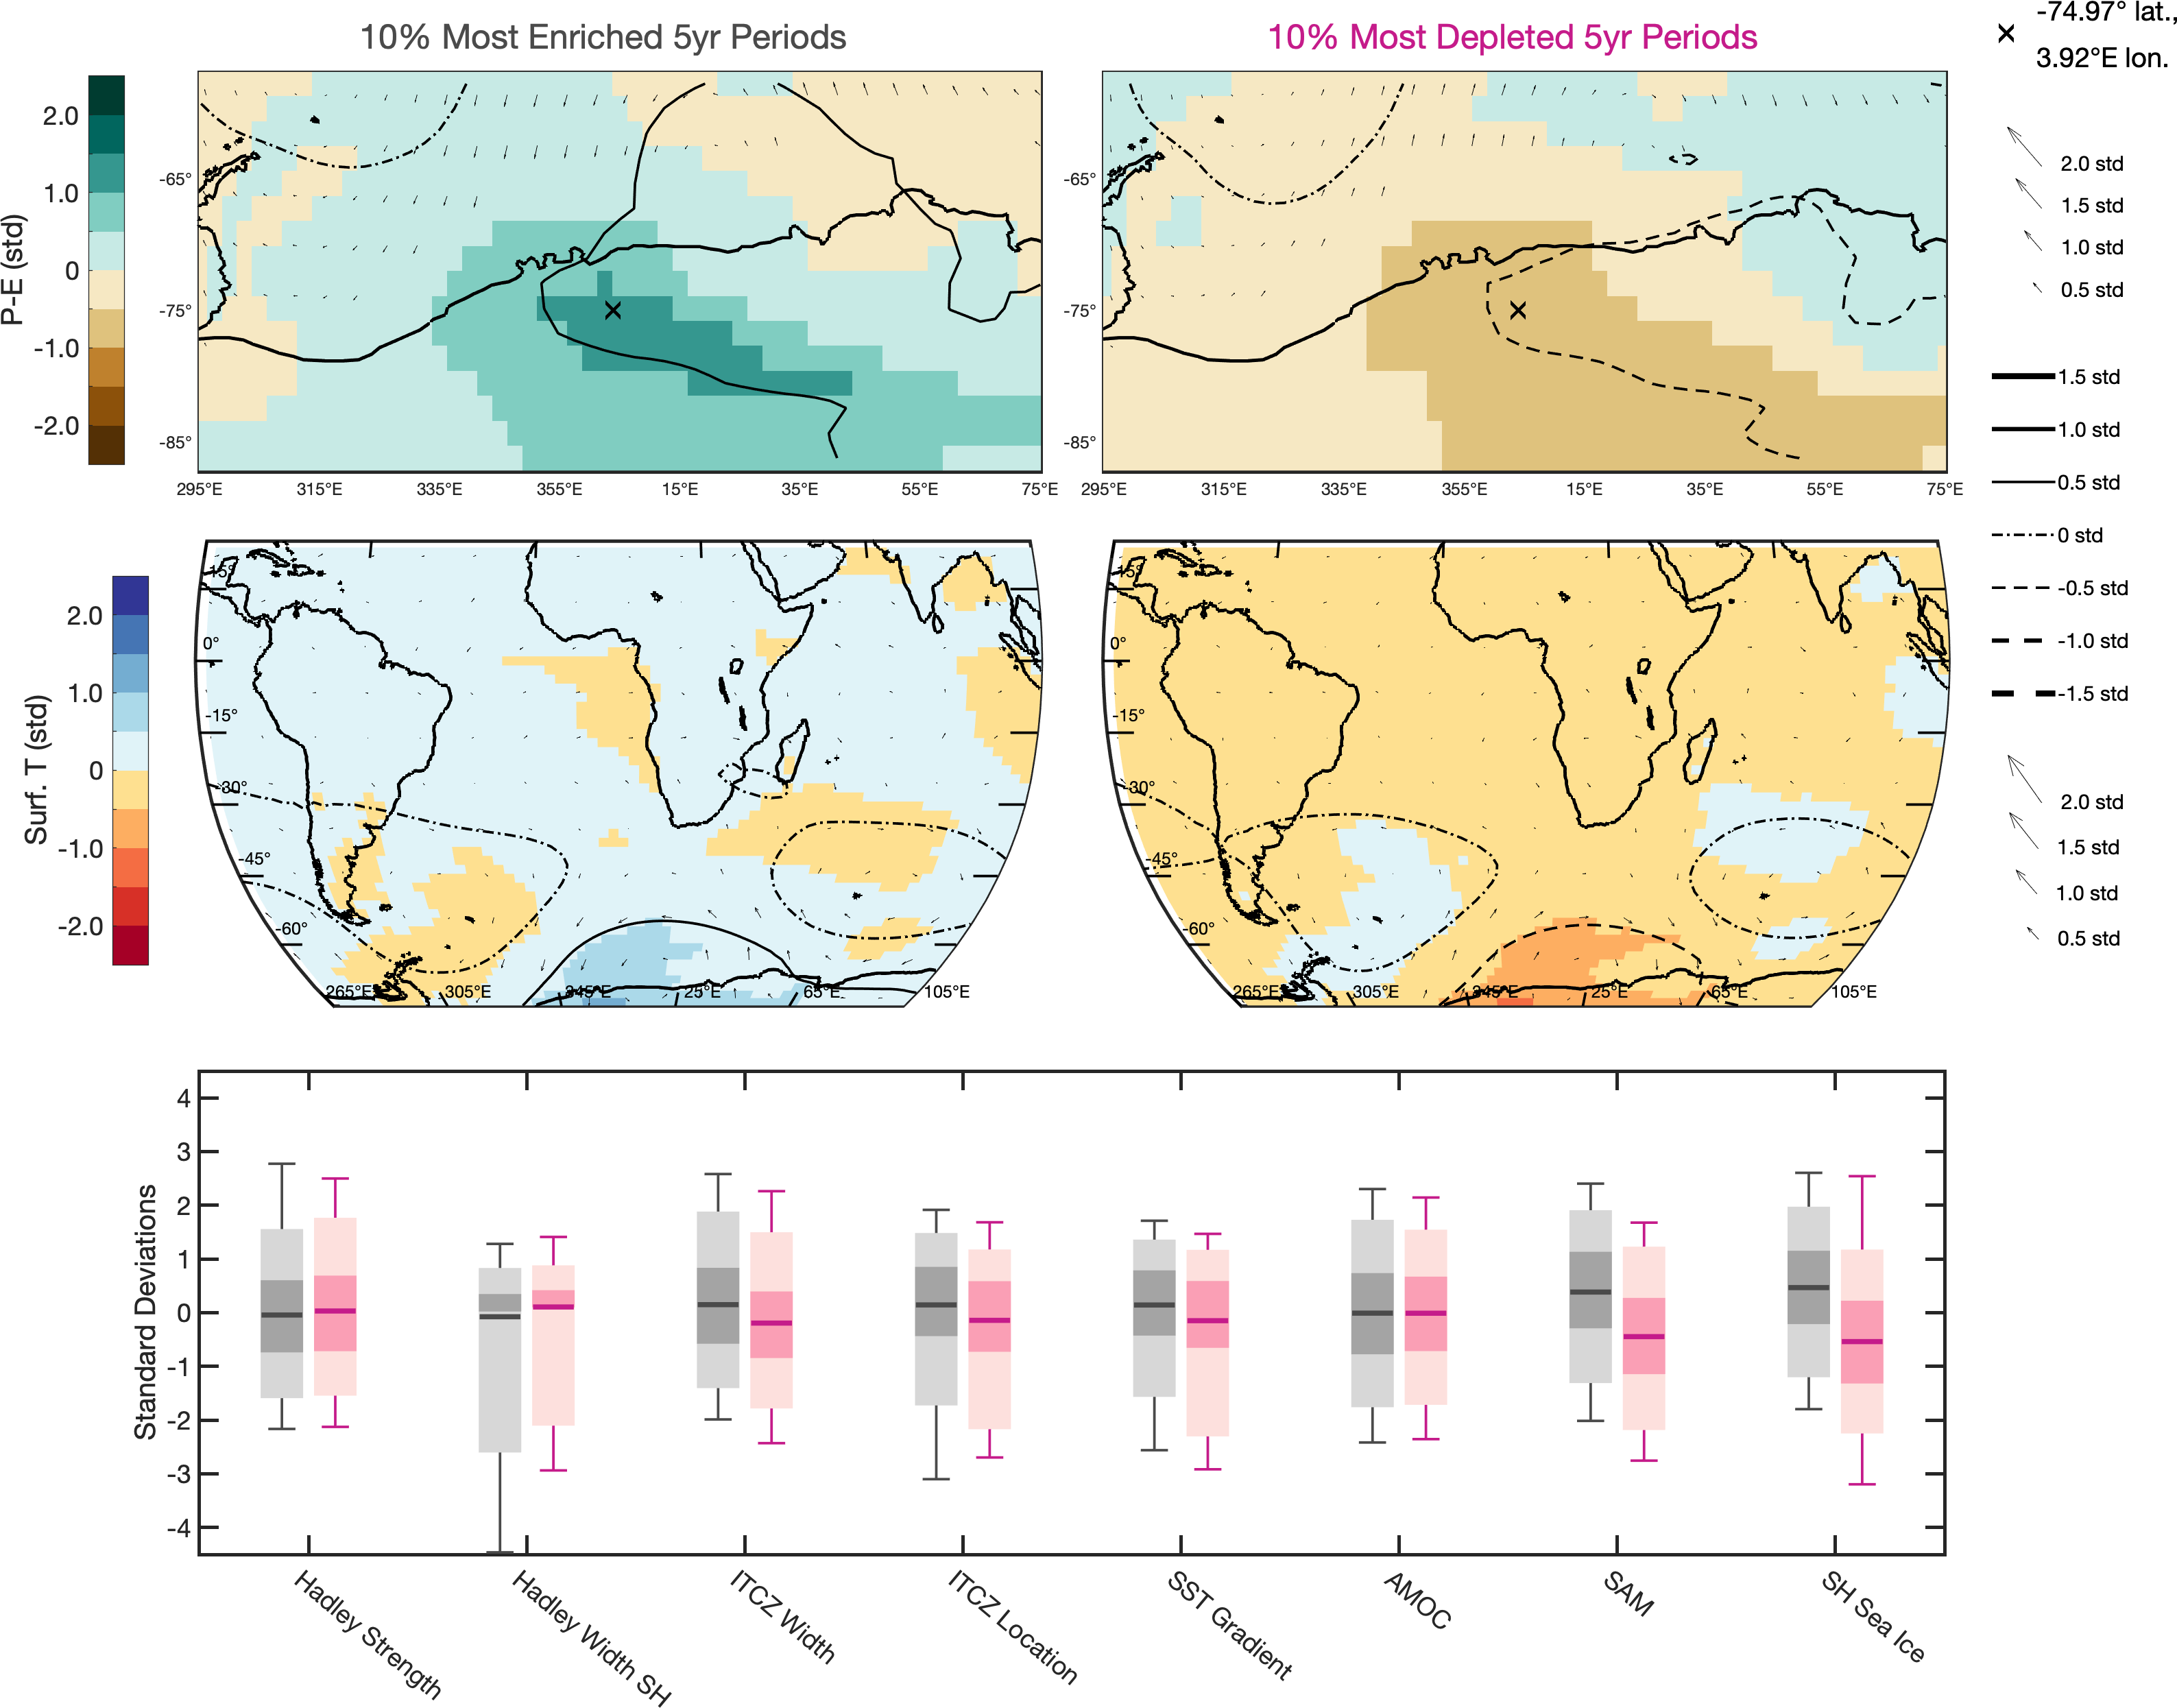 10% Most Enriched 5yr Periods
10% Most Depleted 5yr Periods
-74.97° lat.,
3.92°E lon.
P-E (std)
2.0
1.0
0
-1.0
-2.0
-65°
-75°
-85°
295°E 315°E 335°E 355°E 15°E 35°E 55°E 75°E
-65°
-75°
-85°
295°E 315°E 335°E 355°E 15°E 35°E 55°E 75°E
2.0 std
1.5 std
1.0 std
0.5 std
1.5 std
1.0 std
0.5 std
0 std
-0.5 std
-1.0 std
-1.5 std
2.0 std
1.5 std
1.0 std
0.5 std
Surf. T (std)
2.0
1.0
0
-1.0
-2.0
15°
0°
-15°
-30°
-45°
-60°
265°E 305°E 345°E 25°E 65°E 105°E
15°
0°
-15°
-30°
-45°
-60°
265°E 305°E 345°E 25°E 65°E 105°E
Standard Deviations
4
3
2
1
0
-1
-2
-3
-4
Hadley Strength
Hadley Width SH
ITCZ Width
ITCZ Location
SST Gradient
AMOC
SAM
SH Sea Ice